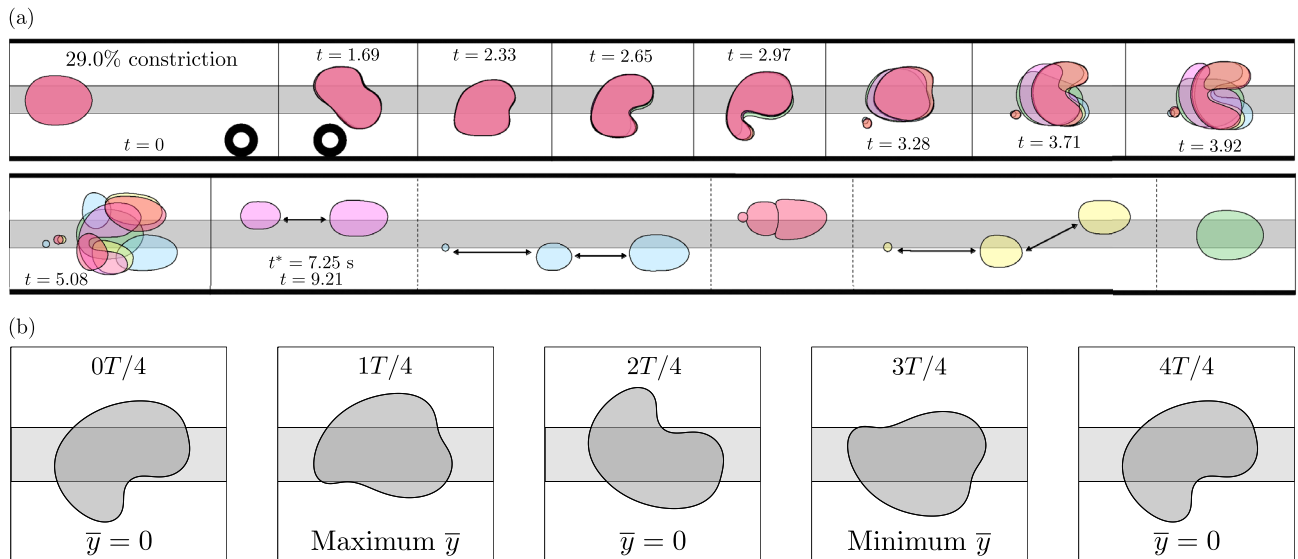 (a)
29.0% constriction
t = 0
t = 1.69
t = 2.33
t = 2.65
t = 2.97
t = 3.28
t = 3.71
t = 3.92
t = 5.08
t* = 7.25 s
t = 9.21
(b)
0T/4
y̅ = 0
1T/4
Maximum y̅
2T/4
y̅ = 0
3T/4
Minimum y̅
4T/4
y̅ = 0